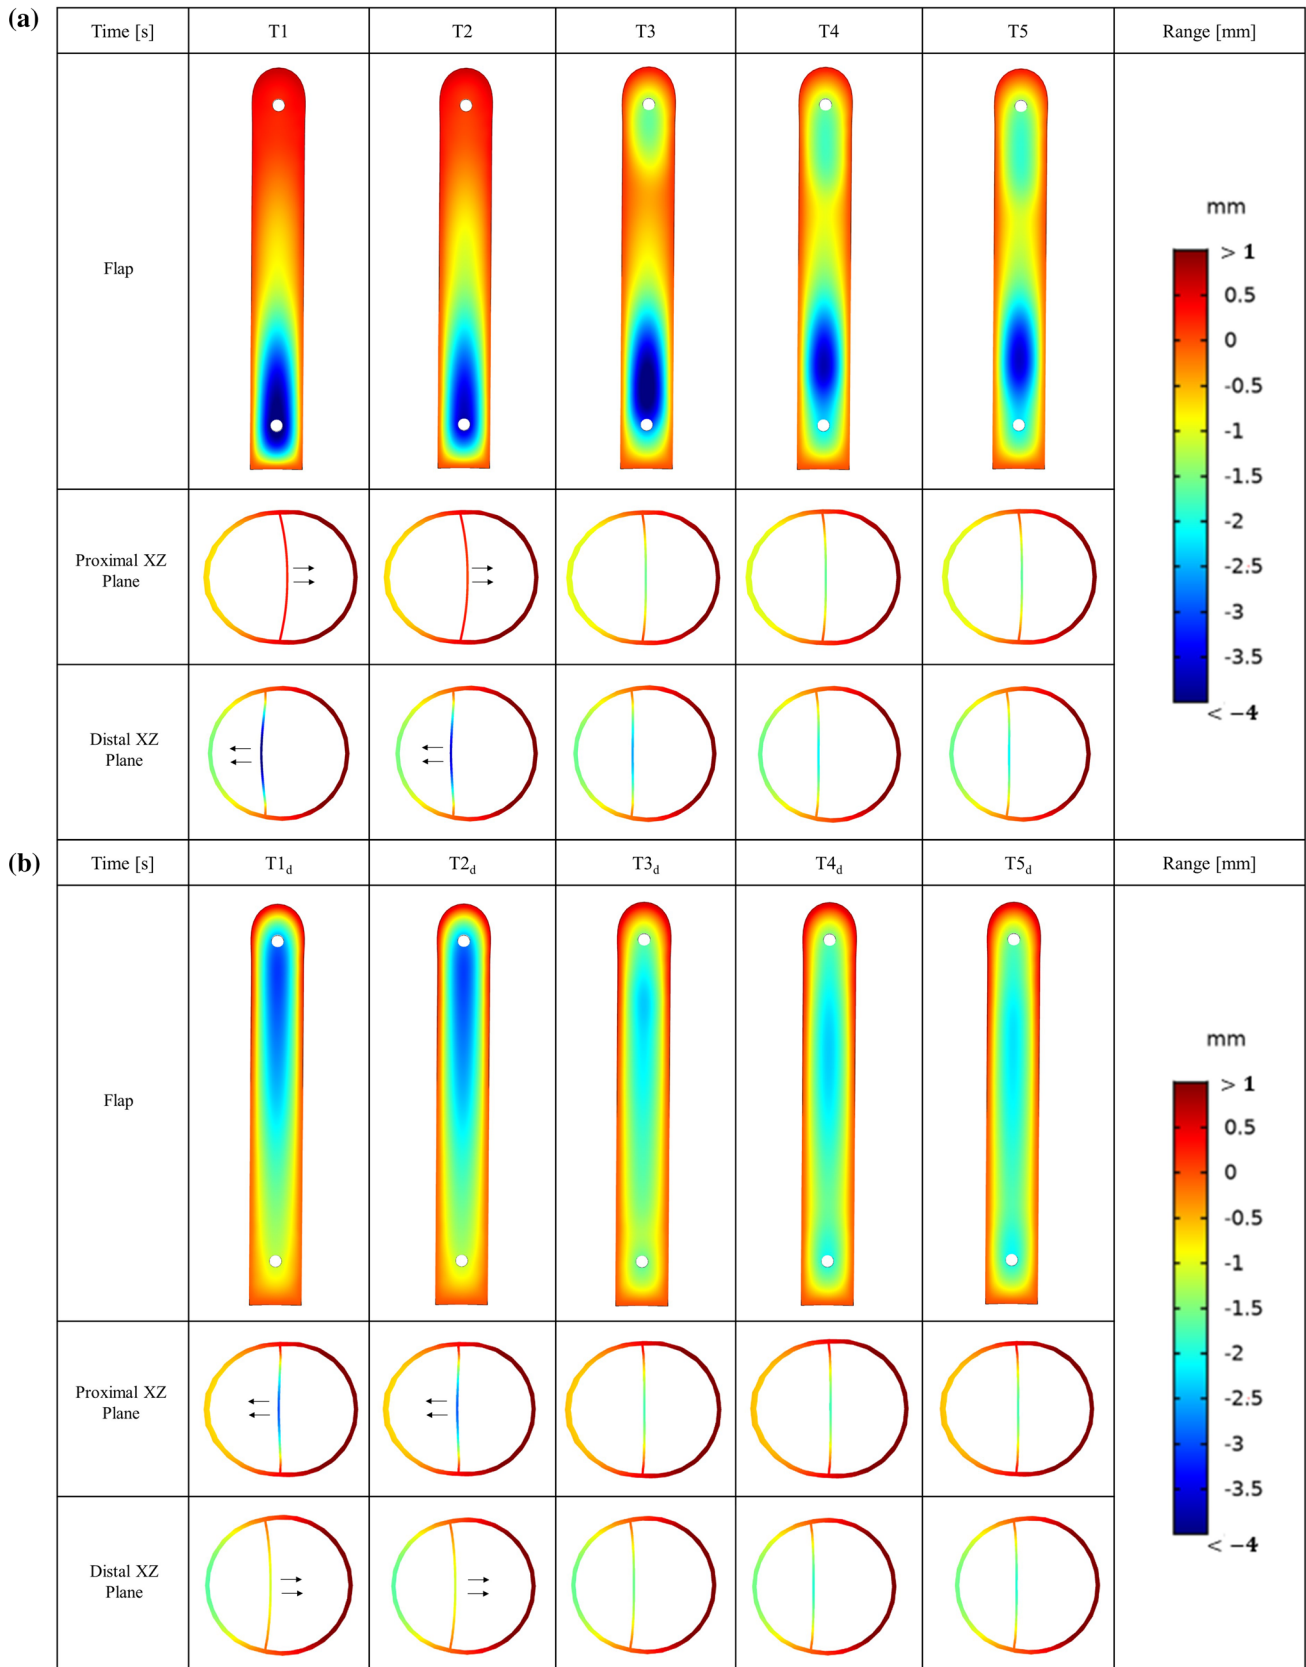 (a)
Time [s] T1 T2 T3 T4 T5 Range [mm]
Flap
mm
> 1
0.5
0
-0.5
-1
-1.5
-2
-2.5
-3
-3.5
< −4
Proximal XZ
Plane
Distal XZ
Plane
(b)
Time [s] T1d T2d T3d T4d T5d Range [mm]
Flap
mm
> 1
0.5
0
-0.5
-1
-1.5
-2
-2.5
-3
-3.5
< −4
Proximal XZ
Plane
Distal XZ
Plane